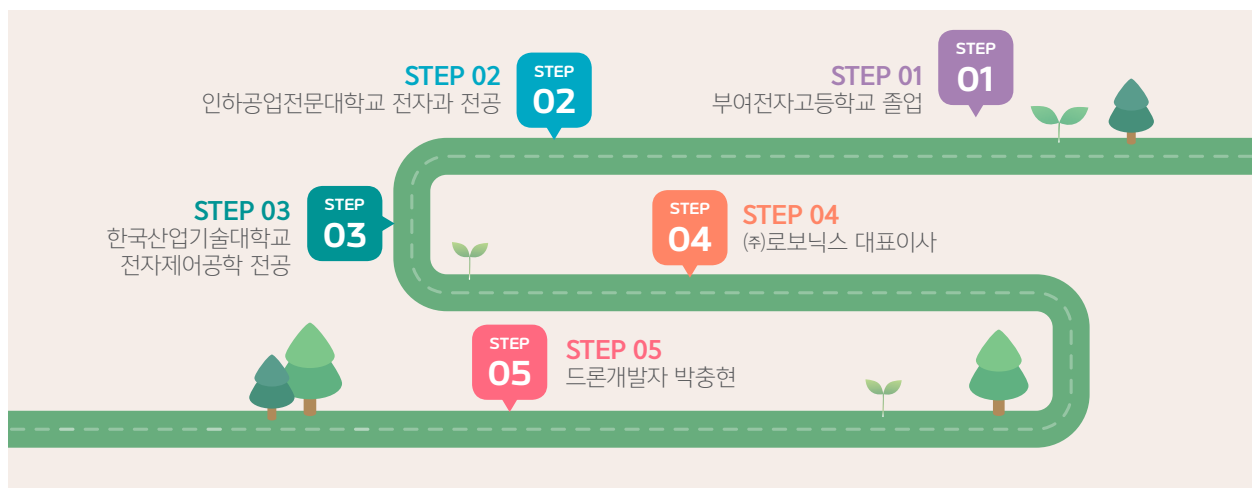 STEP
01
STEP 01
부여전자고등학교 졸업
STEP
02
STEP 02
인하공업전문대학교 전자과 전공
STEP
03
STEP 03
한국산업기술대학교
전자제어공학 전공
STEP
04
STEP 04
㈜로보닉스 대표이사
STEP
05
STEP 05
드론개발자 박충현